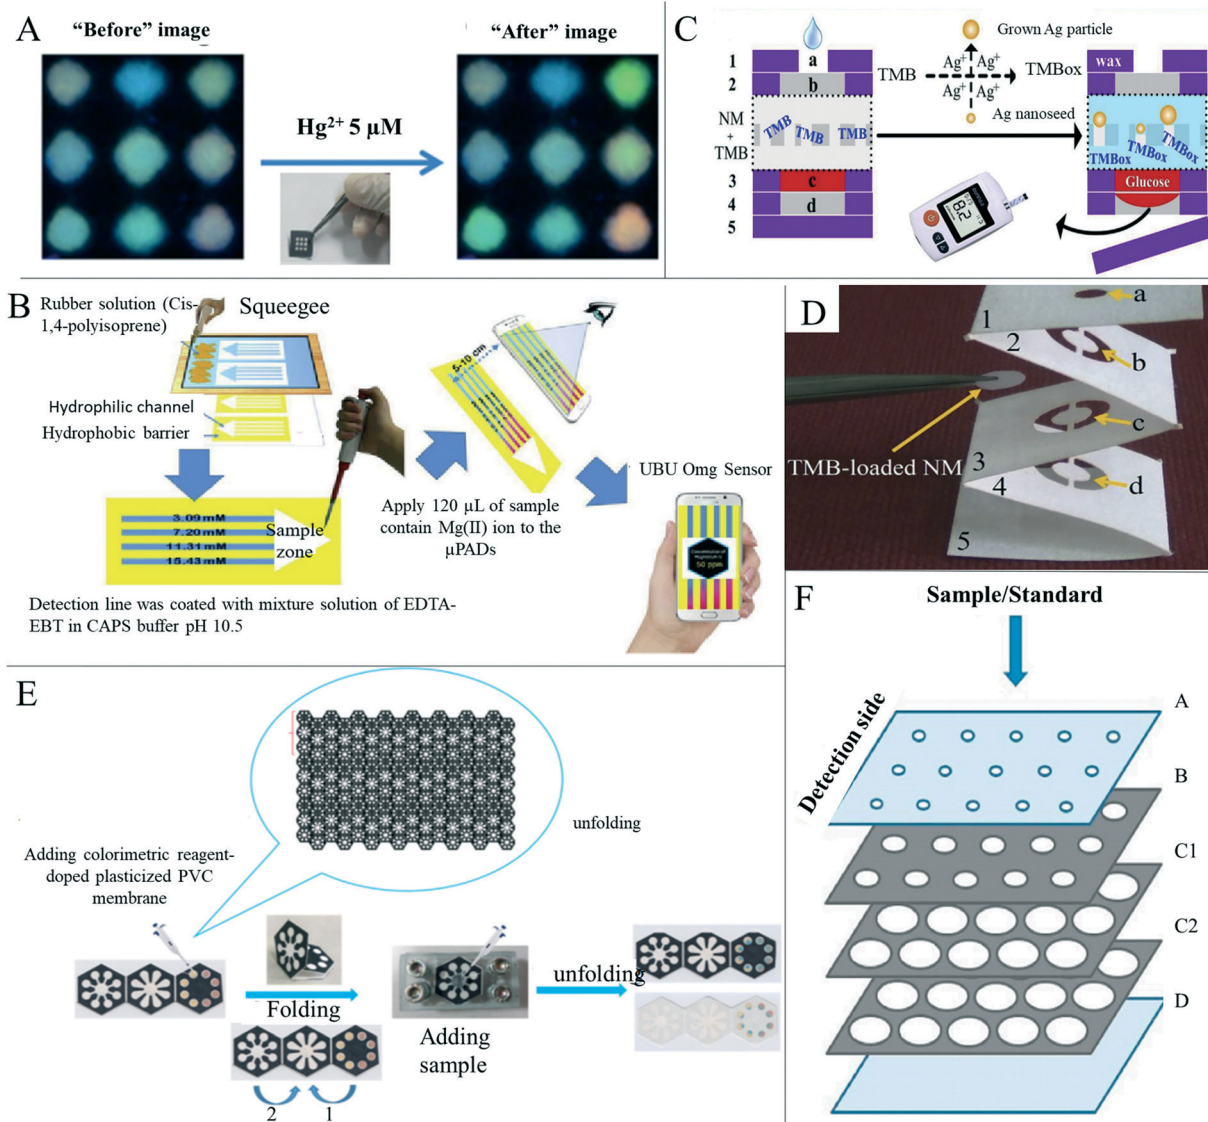 A
"Before" image
"After" image
Hg²⁺ 5 µM
C
Grown Ag particle
1
a
Ag⁺ Ag⁺
wax
TMB
TMBox
2
b
Ag⁺ Ag⁺
Ag nanoseed
NM
+
TMB
TMB TMB TMB
TMBox TMBox TMBox
3
c
Glucose
4
d
8.2
5
B
Rubber solution (Cis-
1,4-polyisoprene)
Squeegee
Hydrophilic channel
Hydrophobic barrier
5-10 cm
3.09 mM
7.20 mM
11.31 mM
15.43 mM
Sample
zone
Apply 120 µL of sample
contain Mg(II) ion to the
µPADs
UBU Omg Sensor
Concentration of
Magnesium is
50 ppm
Detection line was coated with mixture solution of EDTA-
EBT in CAPS buffer pH 10.5
D
a
1
2
b
c
TMB-loaded NM
3
4
d
5
E
unfolding
Adding colorimetric reagent-
doped plasticized PVC
membrane
Folding
Adding
sample
unfolding
2
1
F
Sample/Standard
Detection side
A
B
C1
C2
D